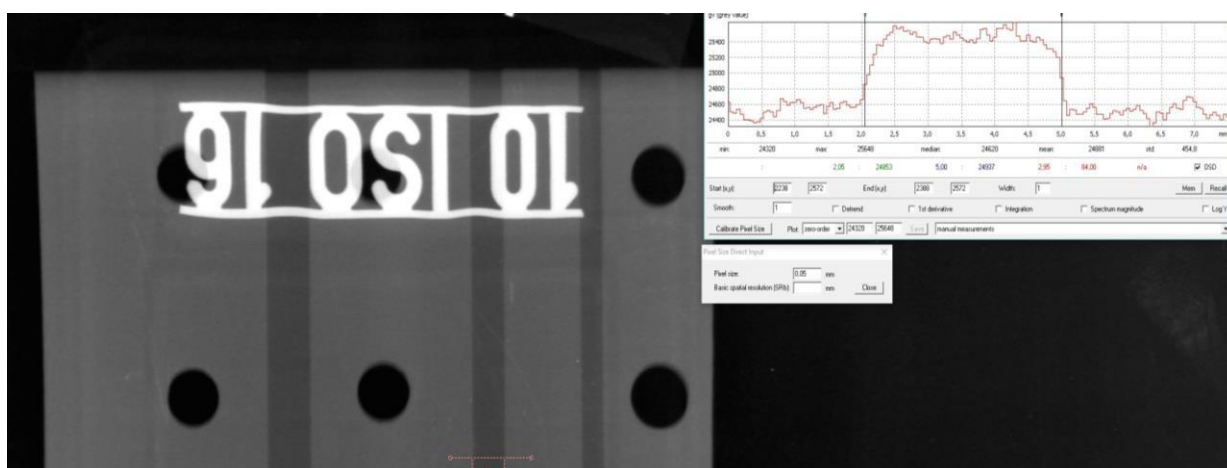 10 ISO 16
gv (grey value)
25400
25200
25000
24800
24600
24400
0 0,5 1,0 1,5 2,0 2,5 3,0 3,5 4,0 4,5 5,0 5,5 6,0 6,5 7,0 mm
min: 24320 max: 25648 median: 24620 mean: 24801 std: 454,8
: 2,05 : 24853 5,00 : 24937 2,95 : 84,00 n/a DSD
Start (x,y): 2238 2572 End (x,y): 2388 2572 Width: 1 Mem Recall
Smooth: 1 Detrend 1st derivative Integration Spectrum magnitude Log Y
Calibrate Pixel Size Plot: zero-order 24320 25648 Save manual measurements
Pixel Size Direct Input
Pixel size: 0.05 mm
Basic spatial resolution (SRb): mm Close